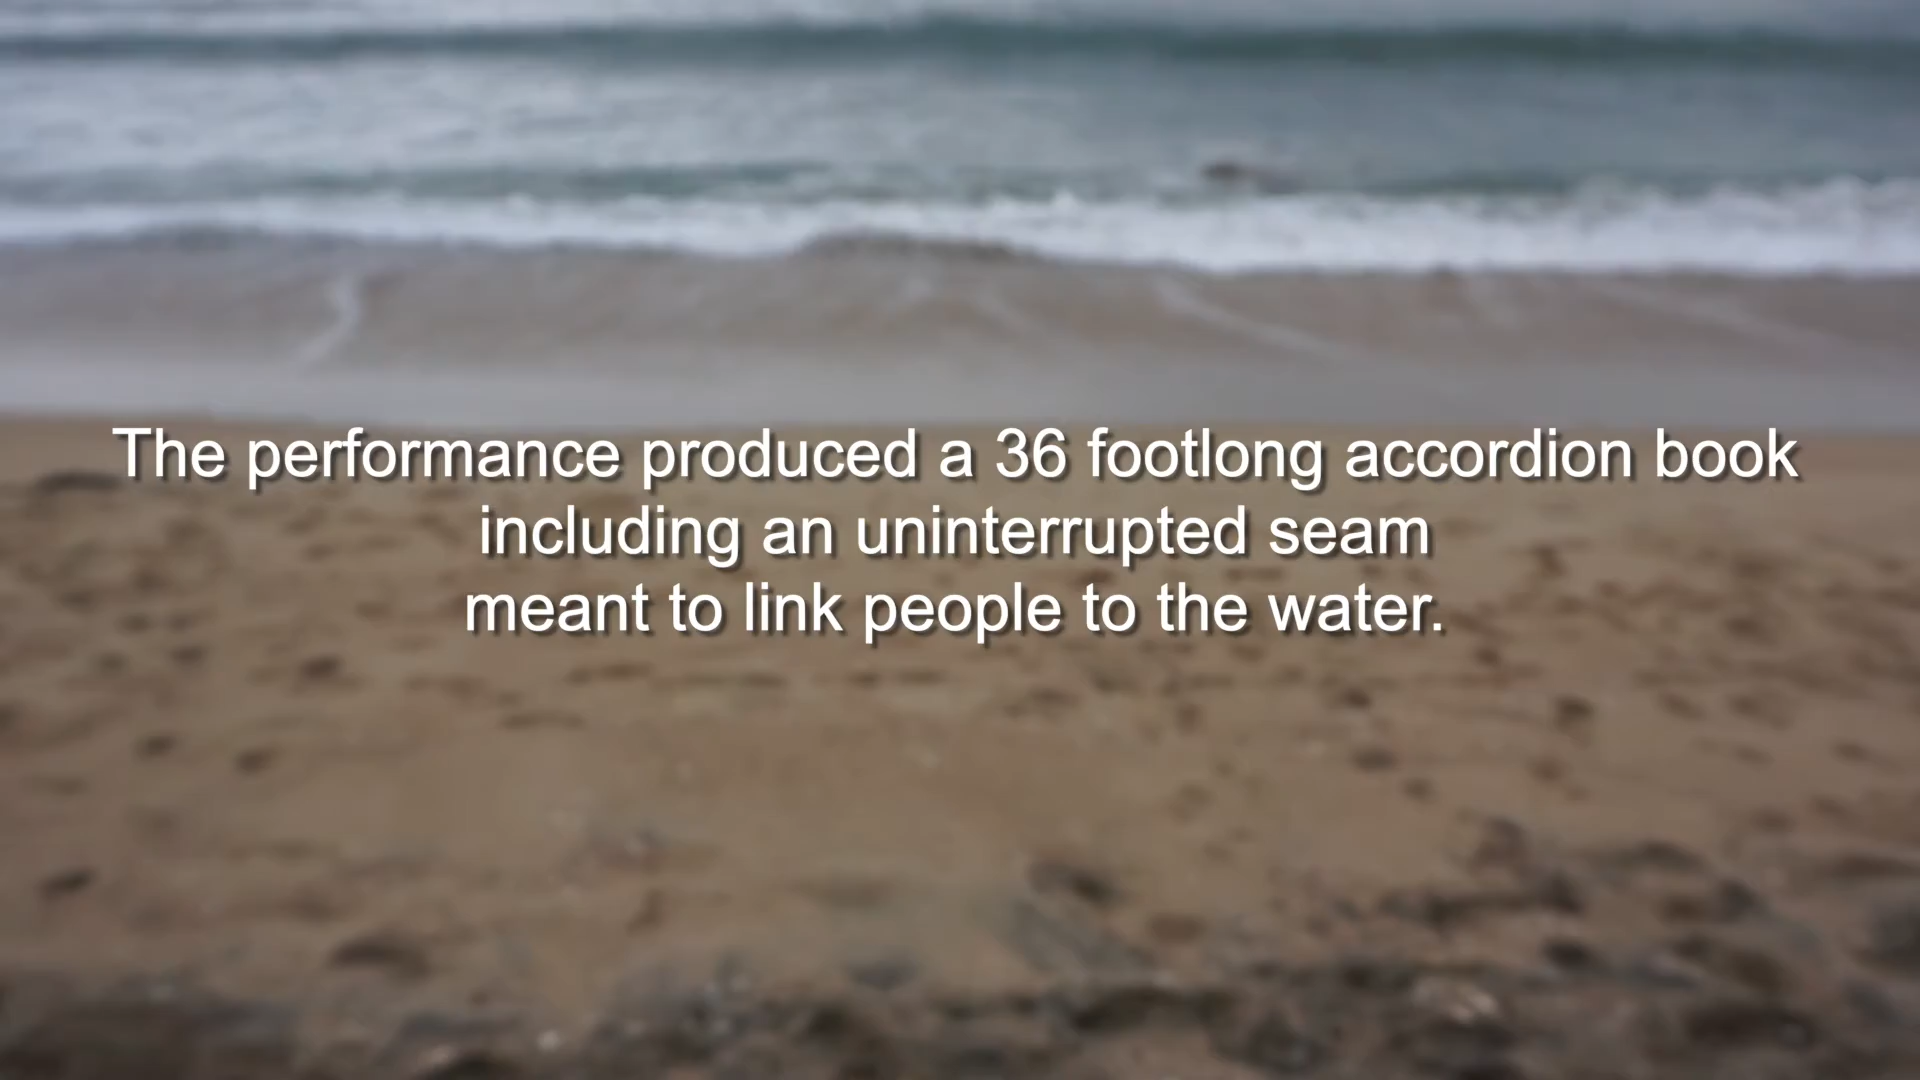 The performance produced a 36 footlong accordion book
including an uninterrupted seam
meant to link people to the water.